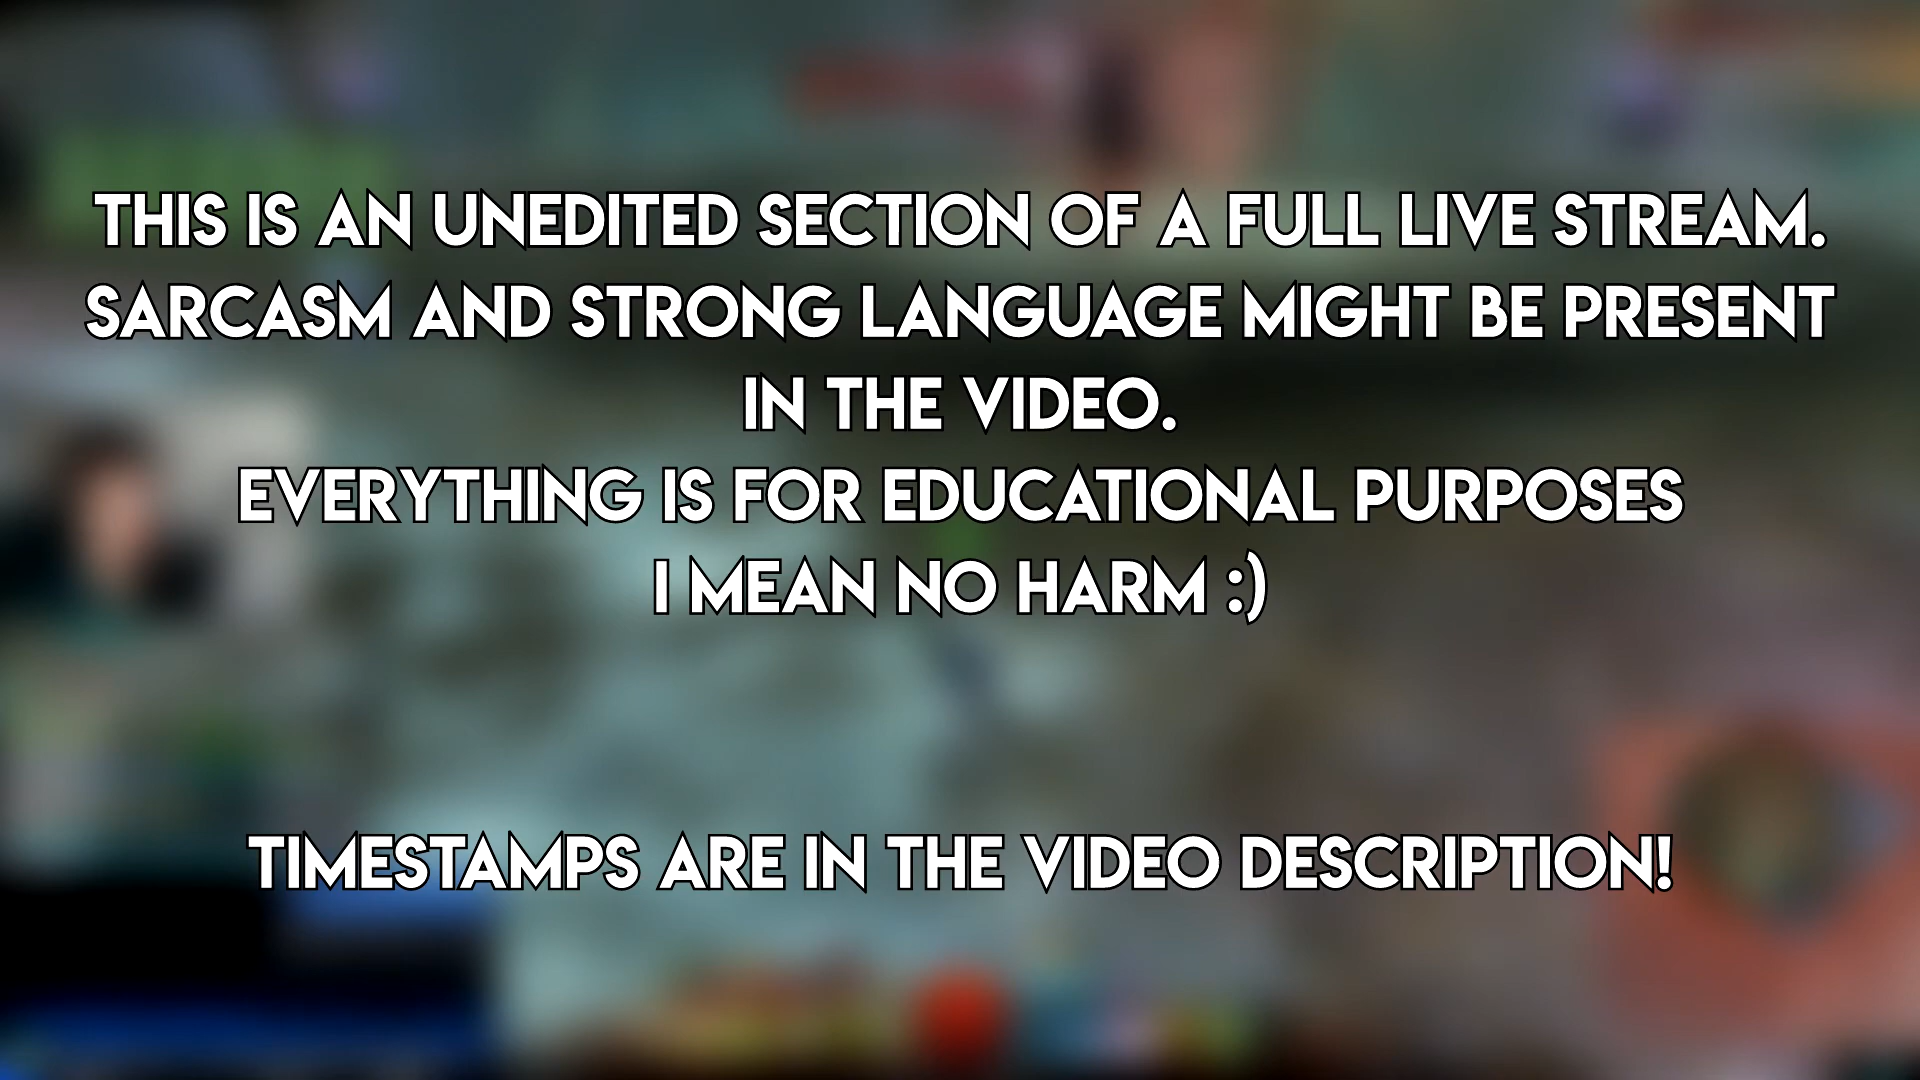 THIS IS AN UNEDITED SECTION OF A FULL LIVE STREAM.
SARCASM AND STRONG LANGUAGE MIGHT BE PRESENT
IN THE VIDEO.
EVERYTHING IS FOR EDUCATIONAL PURPOSES
I MEAN NO HARM :)
TIMESTAMPS ARE IN THE VIDEO DESCRIPTION!